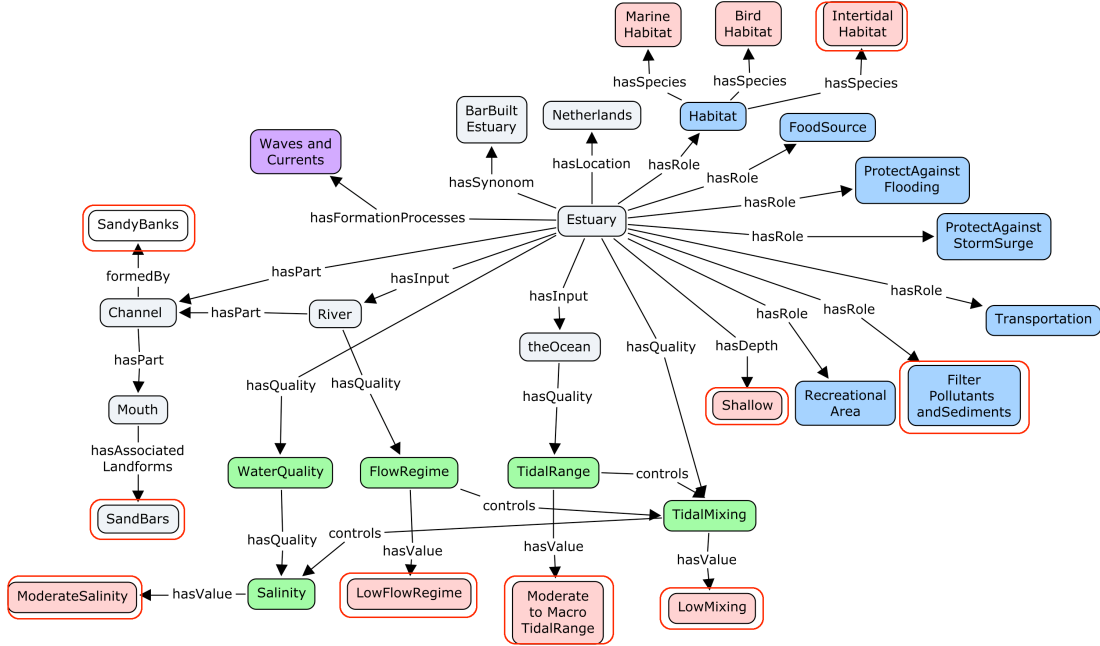 Marine
Habitat
Bird
Habitat
Intertidal
Habitat
hasSpecies
hasSpecies
hasSpecies
BarBuilt
Estuary
Netherlands
Habitat
FoodSource
Waves and
Currents
hasSynonom
hasLocation
hasRole
hasRole
ProtectAgainst
Flooding
hasFormationProcesses
Estuary
hasRole
SandyBanks
hasRole
ProtectAgainst
StormSurge
formedBy
hasPart
hasInput
hasInput
hasRole
Channel
hasPart
River
hasRole
hasRole
Transportation
hasPart
theOcean
hasQuality
hasDepth
hasQuality
hasQuality
hasQuality
Mouth
Shallow
Recreational
Area
Filter
Pollutants
andSediments
hasAssociated
Landforms
WaterQuality
FlowRegime
TidalRange
controls
SandBars
controls
TidalMixing
hasQuality
controls
hasValue
hasValue
hasValue
ModerateSalinity
hasValue
Salinity
LowFlowRegime
Moderate
to Macro
TidalRange
LowMixing